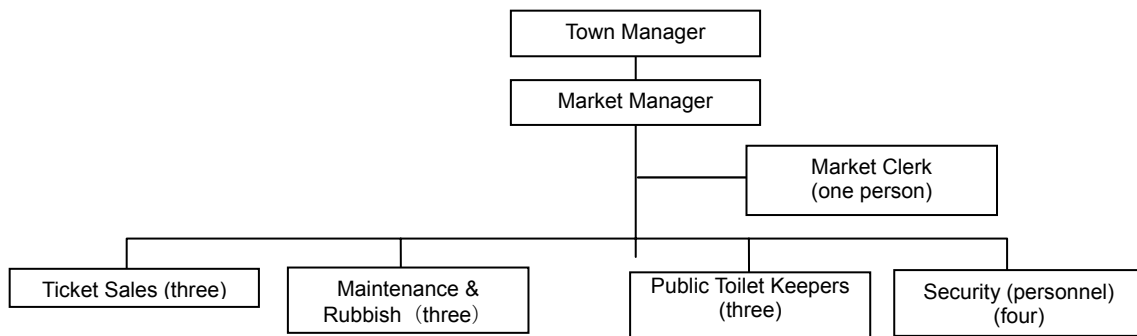 Town Manager
Market Manager
Market Clerk
(one person)
Ticket Sales (three)
Maintenance &
Rubbish（three）
Public Toilet Keepers
(three)
Security (personnel)
(four)